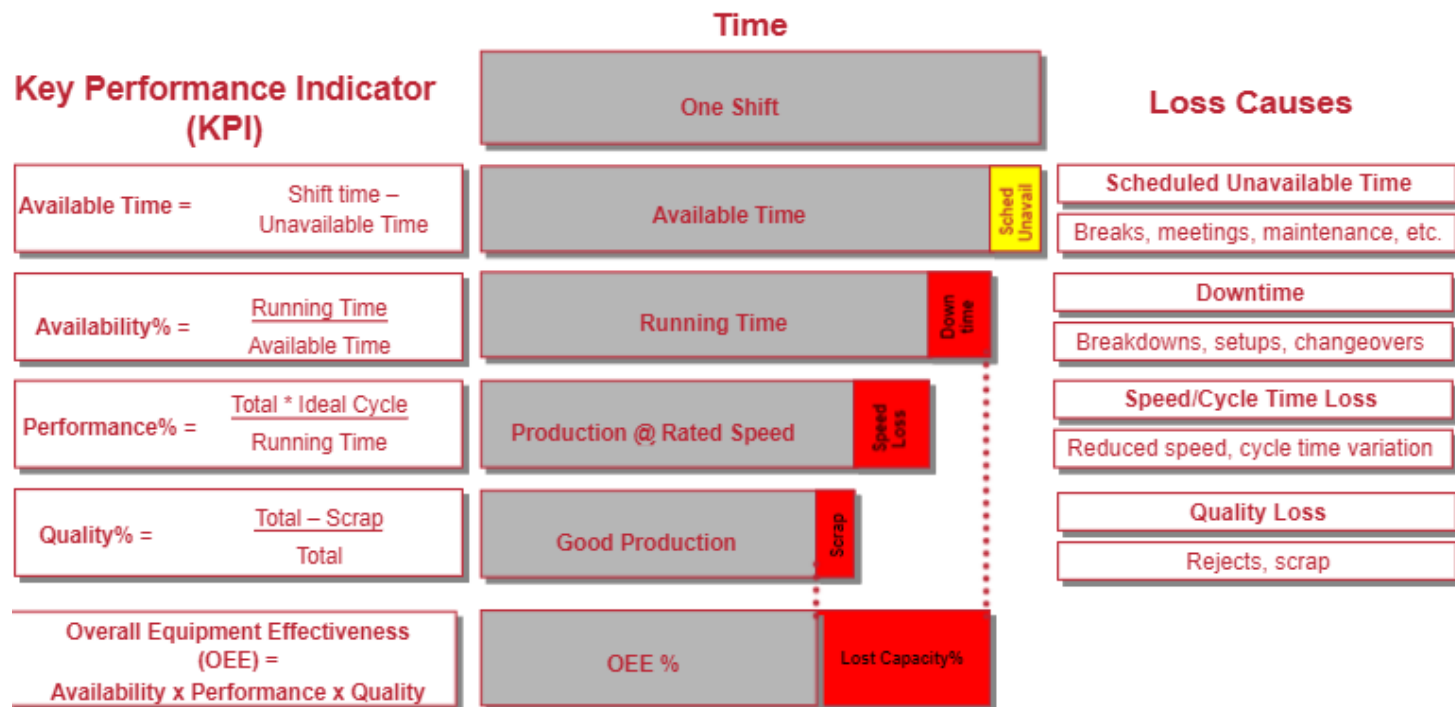 Time
Key Performance Indicator
(KPI)
One Shift
Loss Causes
Available Time =
Shift time –
Unavailable Time
Available Time
Sched
Unavail
Scheduled Unavailable Time
Breaks, meetings, maintenance, etc.
Availability% =
Running Time
Available Time
Running Time
Down
time
Downtime
Breakdowns, setups, changeovers
Performance% =
Total * Ideal Cycle
Running Time
Production @ Rated Speed
Speed
Loss
Speed/Cycle Time Loss
Reduced speed, cycle time variation
Quality% =
Total – Scrap
Total
Good Production
Scrap
Quality Loss
Rejects, scrap
Overall Equipment Effectiveness
(OEE) =
Availability x Performance x Quality
OEE %
Lost Capacity%